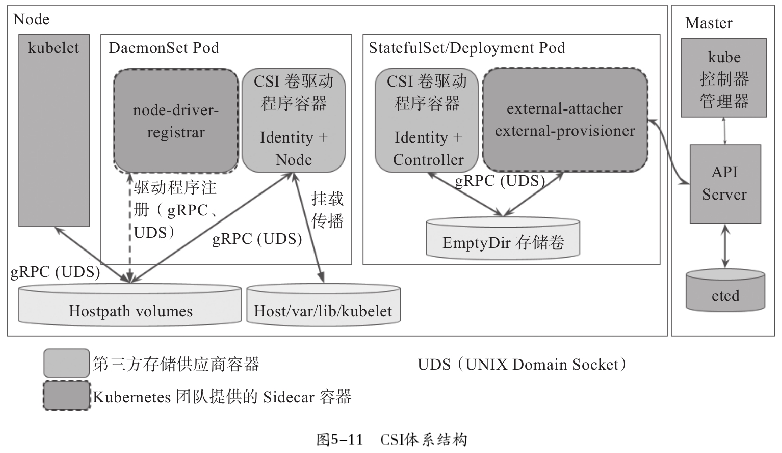 Node
kubelet
DaemonSet Pod
node-driver-
registrar
CSI 卷驱动
程序容器
Identity +
Node
驱动程序注
册（gRPC、
UDS）
gRPC (UDS)
挂载
传播
gRPC (UDS)
Hostpath volumes
Host/var/lib/kubelet
StatefulSet/Deployment Pod
CSI 卷驱动
程序容器
Identity +
Controller
external-attacher
external-provisioner
gRPC (UDS)
EmptyDir 存储卷
Master
kube
控制器
管理器
API
Server
etcd
第三方存储供应商容器
UDS（UNIX Domain Socket）
Kubernetes 团队提供的 Sidecar 容器
图5-11 CSI体系结构